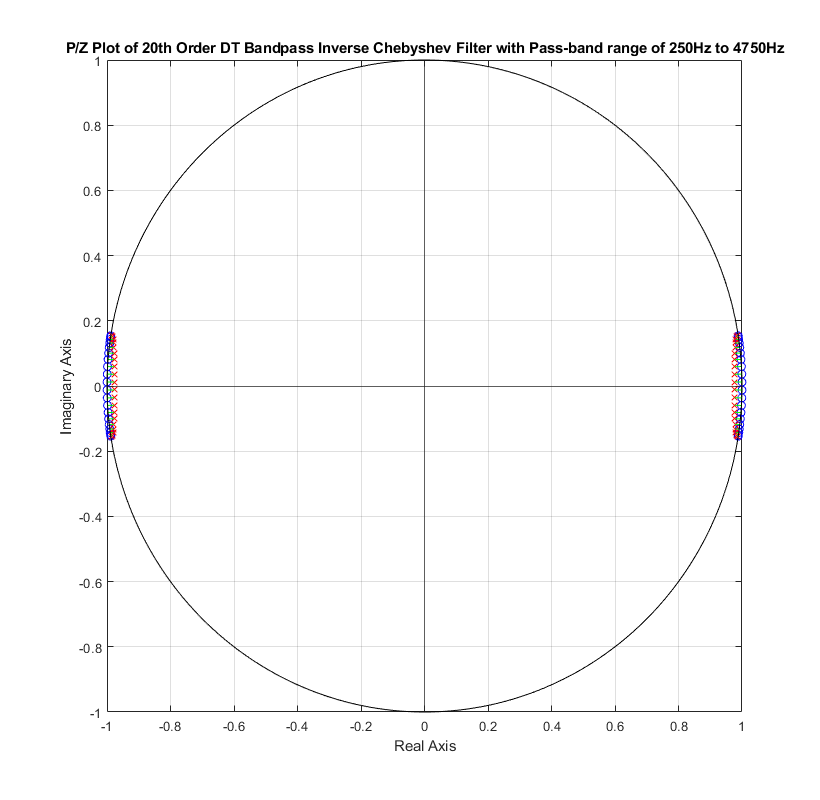 P/Z Plot of 20th Order DT Bandpass Inverse Chebyshev Filter with Pass-band range of 250Hz to 4750Hz
1
0.8
0.6
0.4
0.2
0
-0.2
-0.4
-0.6
-0.8
-1
Imaginary Axis
-1 -0.8 -0.6 -0.4 -0.2 0 0.2 0.4 0.6 0.8 1
Real Axis